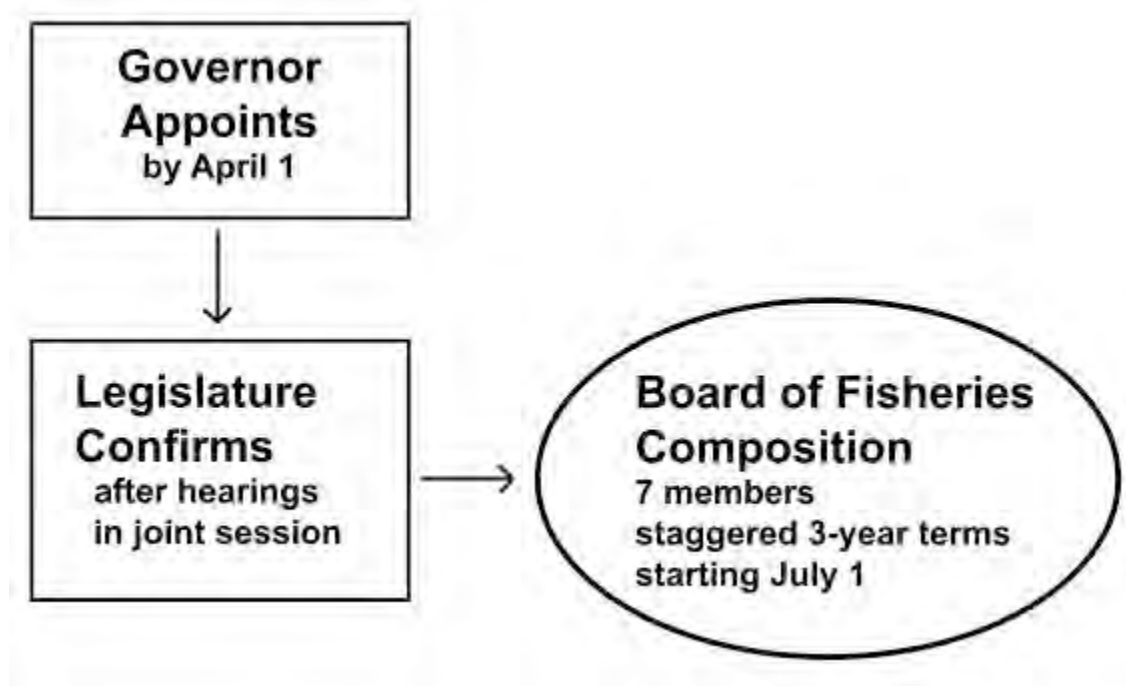 Governor
Appoints
by April 1
Legislature
Confirms
after hearings
in joint session
Board of Fisheries
Composition
7 members
staggered 3-year terms
starting July 1